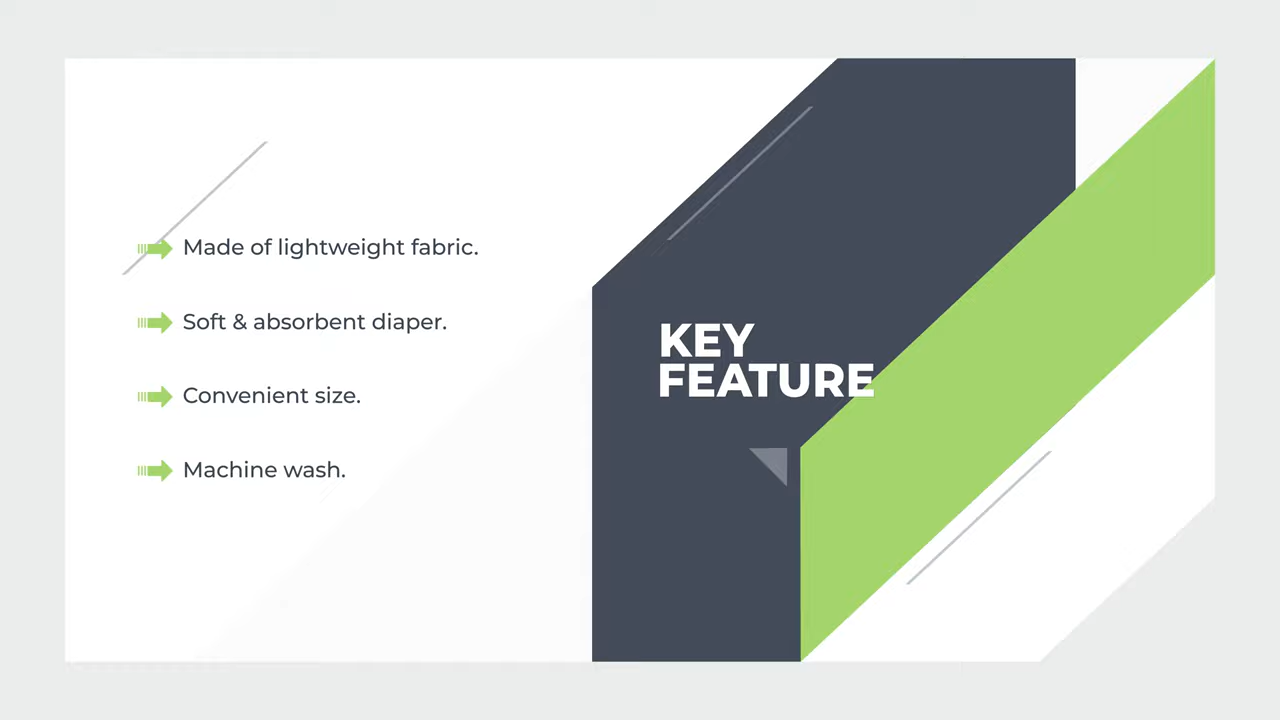 Made of lightweight fabric.
Soft & absorbent diaper.
Convenient size.
Machine wash.
KEY
FEATURE